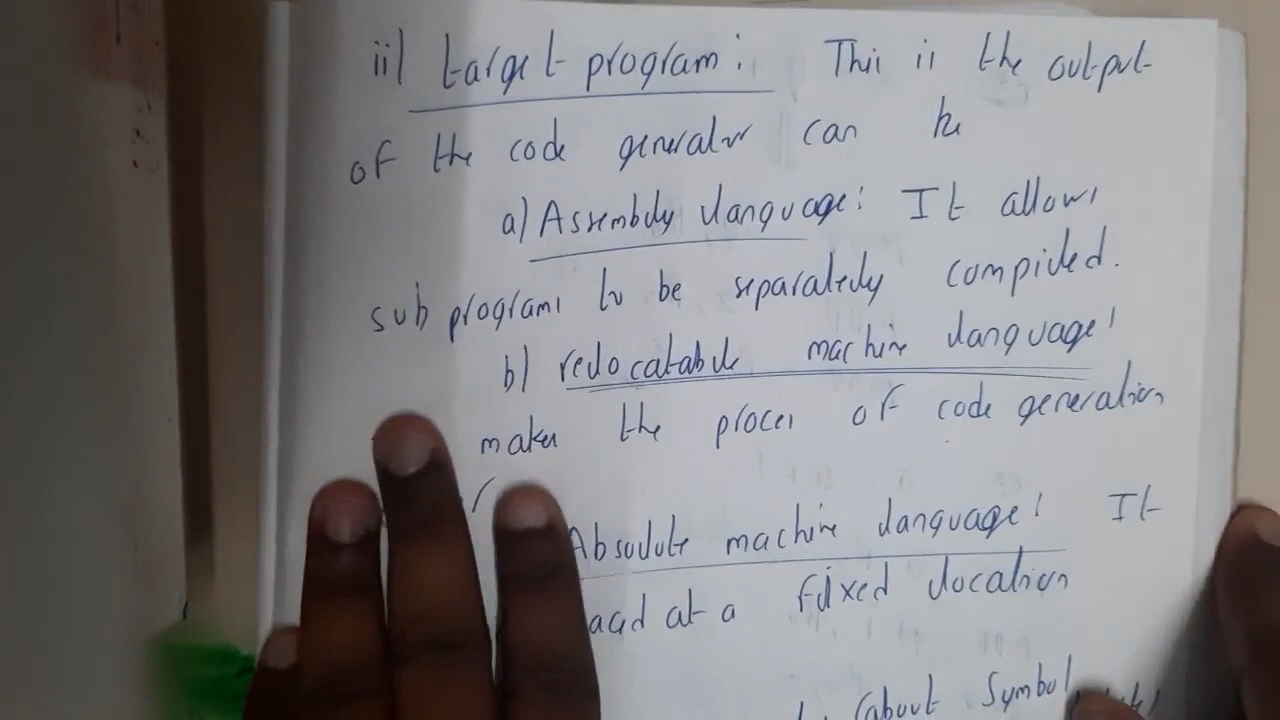 ii) target program: This is the output
of the code generator can be
a) Assembly language: It allows
sub programs to be separately compiled.
b) relocatable machine language:
makes the process of code generation
Absolute machine language: It
at a fixed location
(about Symbol